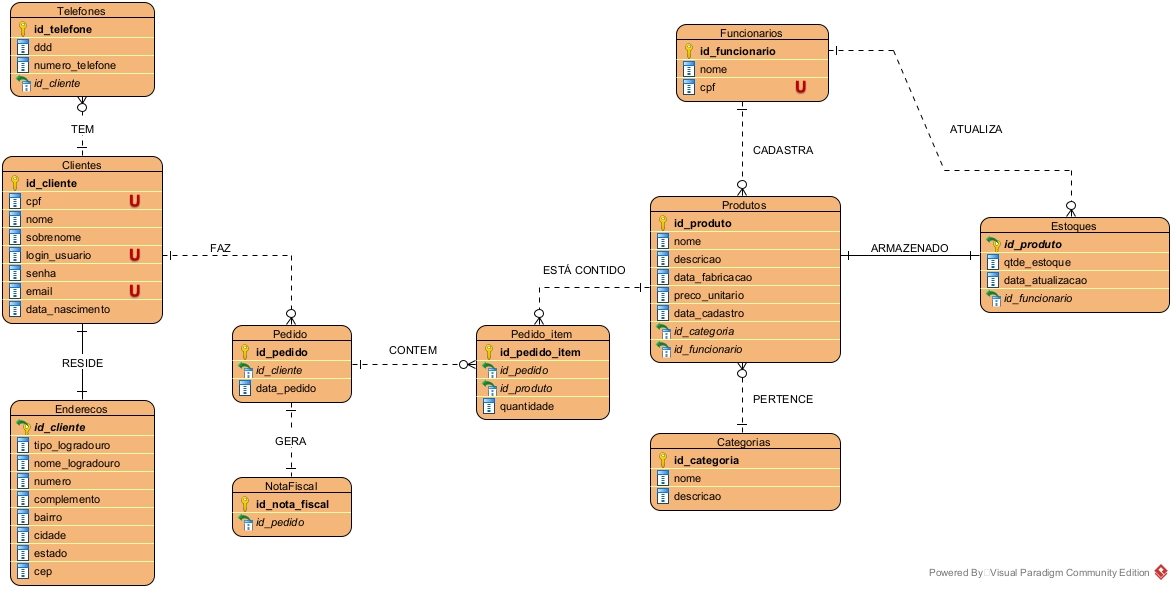 Telefones
id_telefone
ddd
numero_telefone
id_cliente
TEM
Clientes
id_cliente
cpf U
nome
sobrenome
login_usuario U
senha
email U
data_nascimento
RESIDE
Enderecos
id_cliente
tipo_logradouro
nome_logradouro
numero
complemento
bairro
cidade
estado
cep
FAZ
Pedido
id_pedido
id_cliente
data_pedido
GERA
NotaFiscal
id_nota_fiscal
id_pedido
CONTEM
Pedido_item
id_pedido_item
id_pedido
id_produto
quantidade
ESTÁ CONTIDO
Funcionarios
id_funcionario
nome
cpf U
CADASTRA
Produtos
id_produto
nome
descricao
data_fabricacao
preco_unitario
data_cadastro
id_categoria
id_funcionario
PERTENCE
Categorias
id_categoria
nome
descricao
ATUALIZA
ARMAZENADO
Estoques
id_produto
qtde_estoque
data_atualizacao
id_funcionario
Powered By Visual Paradigm Community Edition